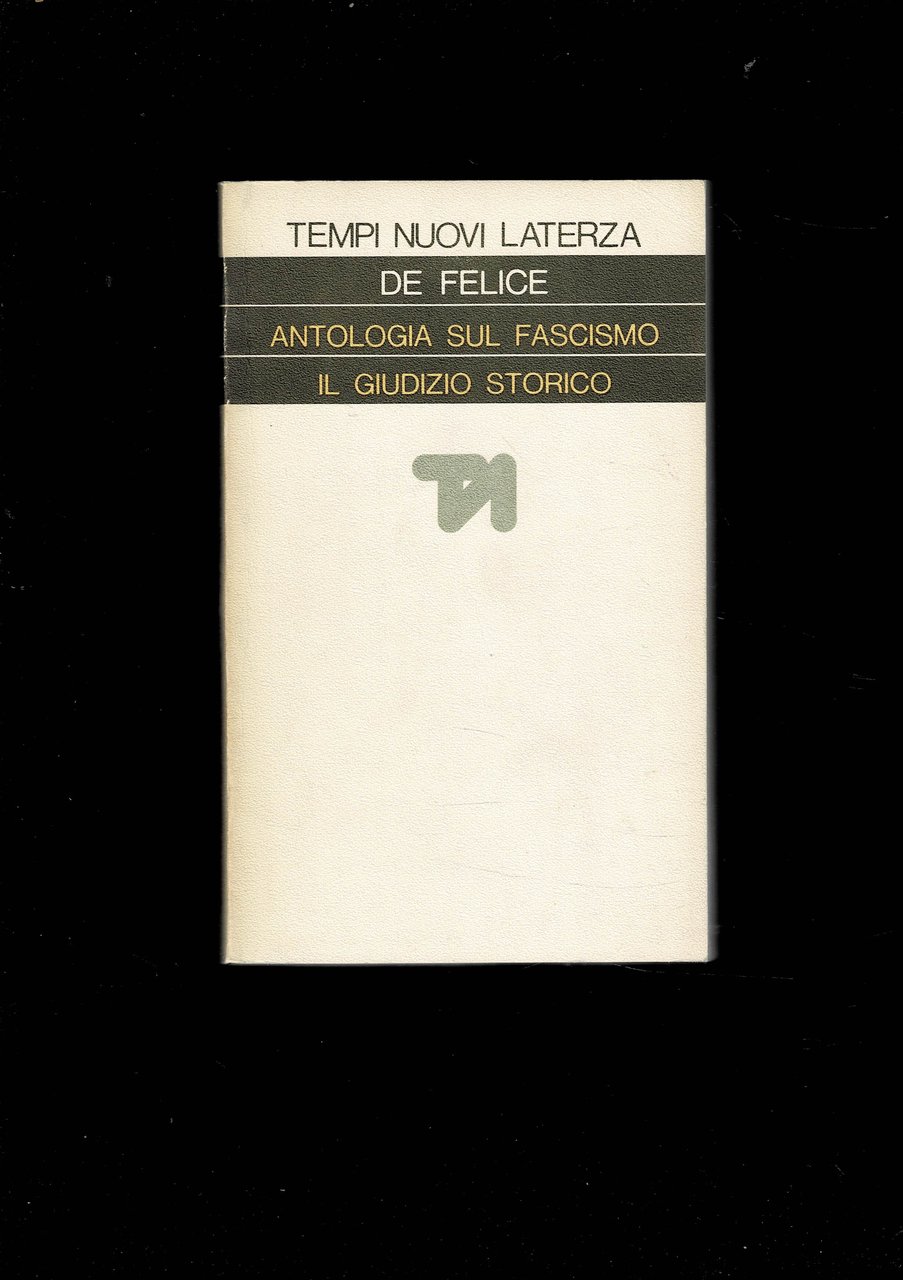 TEMPI NUOVI LATERZA
DE FELICE
ANTOLOGIA SUL FASCISMO
IL GIUDIZIO STORICO